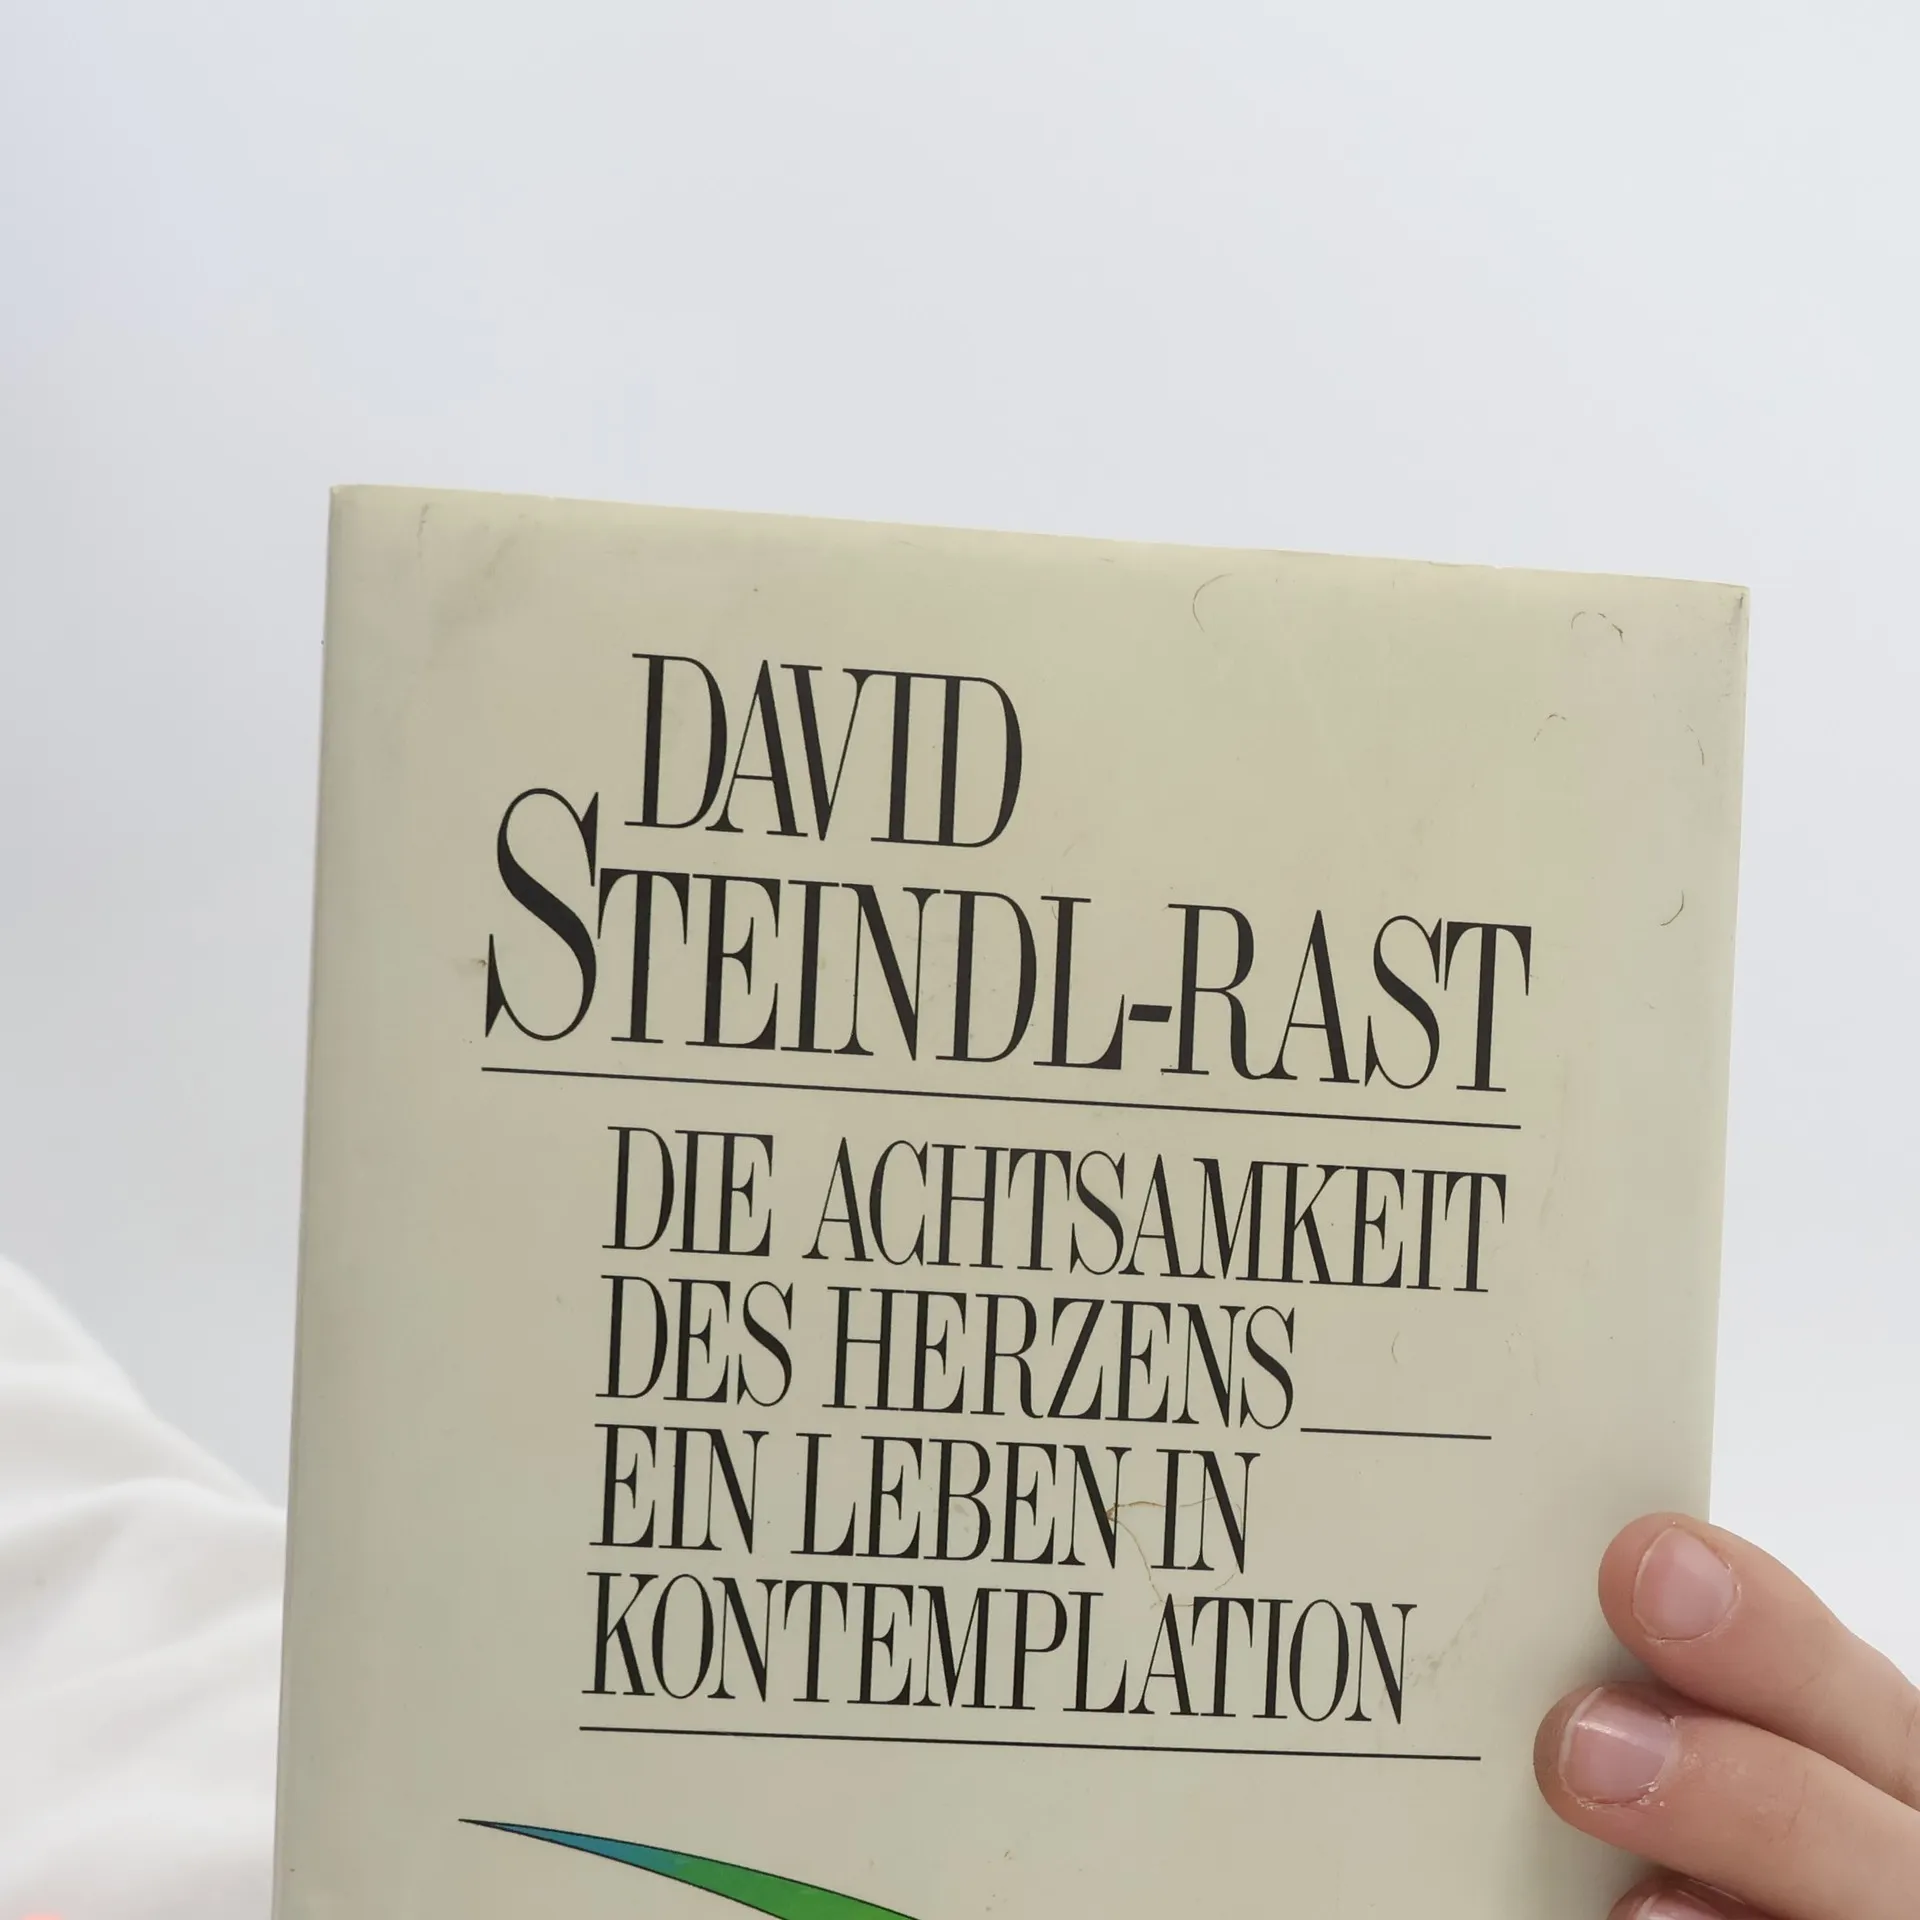 DAVID
STEINDL-RAST
DIE ACHTSAMKEIT
DES HERZENS
EIN LEBEN IN
KONTEMPLATION